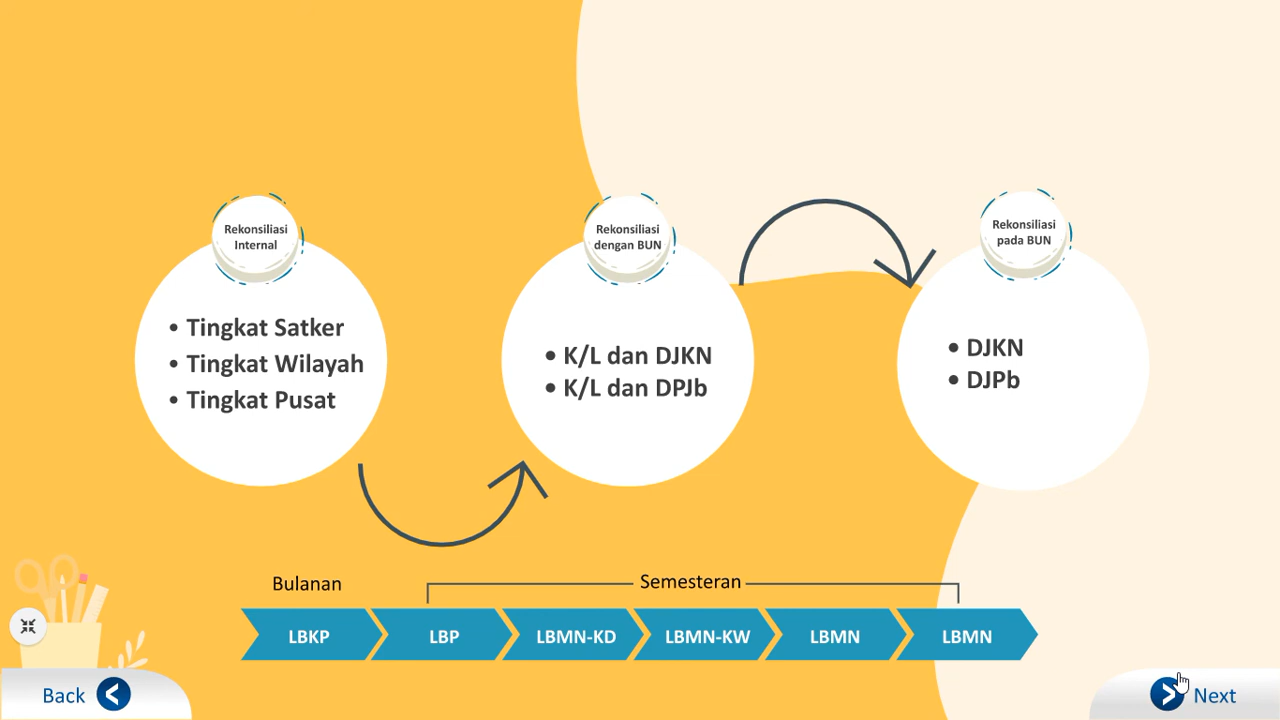 Rekonsiliasi
Internal
• Tingkat Satker
• Tingkat Wilayah
• Tingkat Pusat
Rekonsiliasi
dengan BUN
• K/L dan DJKN
• K/L dan DPJb
Rekonsiliasi
pada BUN
• DJKN
• DJPb
Bulanan
Semesteran
LBKP
LBP
LBMN-KD
LBMN-KW
LBMN
LBMN
Back
Next